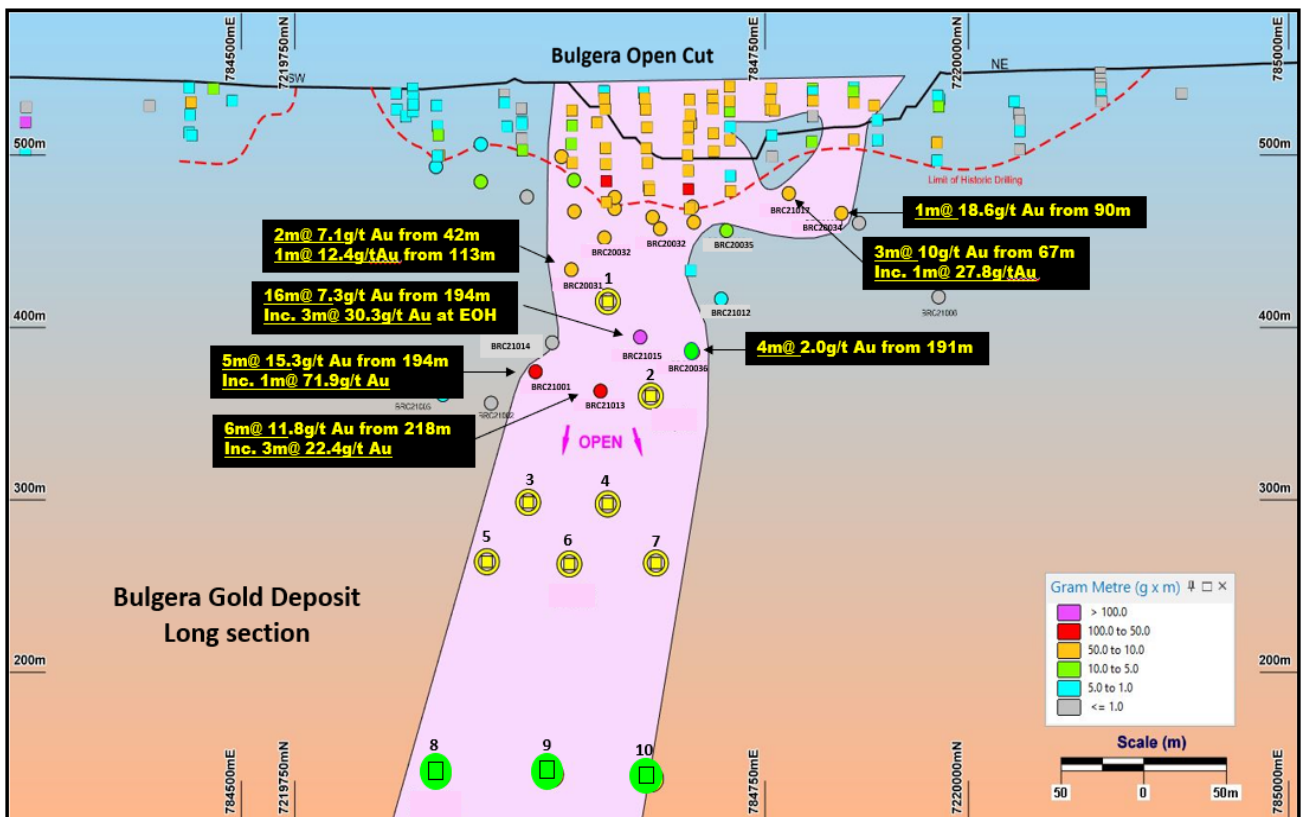 784500mE
7219750mN
Bulgera Open Cut
784750mE
7220000mN
785000mE
SW
NE
500m
500m
Limit of Historic Drilling
BRC21017
BRC20034
1m@ 18.6g/t Au from 90m
2m@ 7.1g/t Au from 42m
1m@ 12.4g/tAu from 113m
BRC20032
BRC20032
BRC20035
3m@ 10g/t Au from 67m
Inc. 1m@ 27.8g/tAu
BRC20031
1
16m@ 7.3g/t Au from 194m
Inc. 3m@ 30.3g/t Au at EOH
BRC21012
400m
400m
BRC21014
BRC21015
BRC20036
4m@ 2.0g/t Au from 191m
5m@ 15.3g/t Au from 194m
Inc. 1m@ 71.9g/t Au
BRC21001
BRC21013
2
6m@ 11.8g/t Au from 218m
Inc. 3m@ 22.4g/t Au
OPEN
300m
300m
3
4
5
6
7
Bulgera Gold Deposit
Long section
Gram Metre (g x m)
> 100.0
100.0 to 50.0
50.0 to 10.0
10.0 to 5.0
5.0 to 1.0
<= 1.0
200m
200m
8
9
10
Scale (m)
50
0
50m
784500mE
7219750mN
784750mE
7220000mN
785000mE